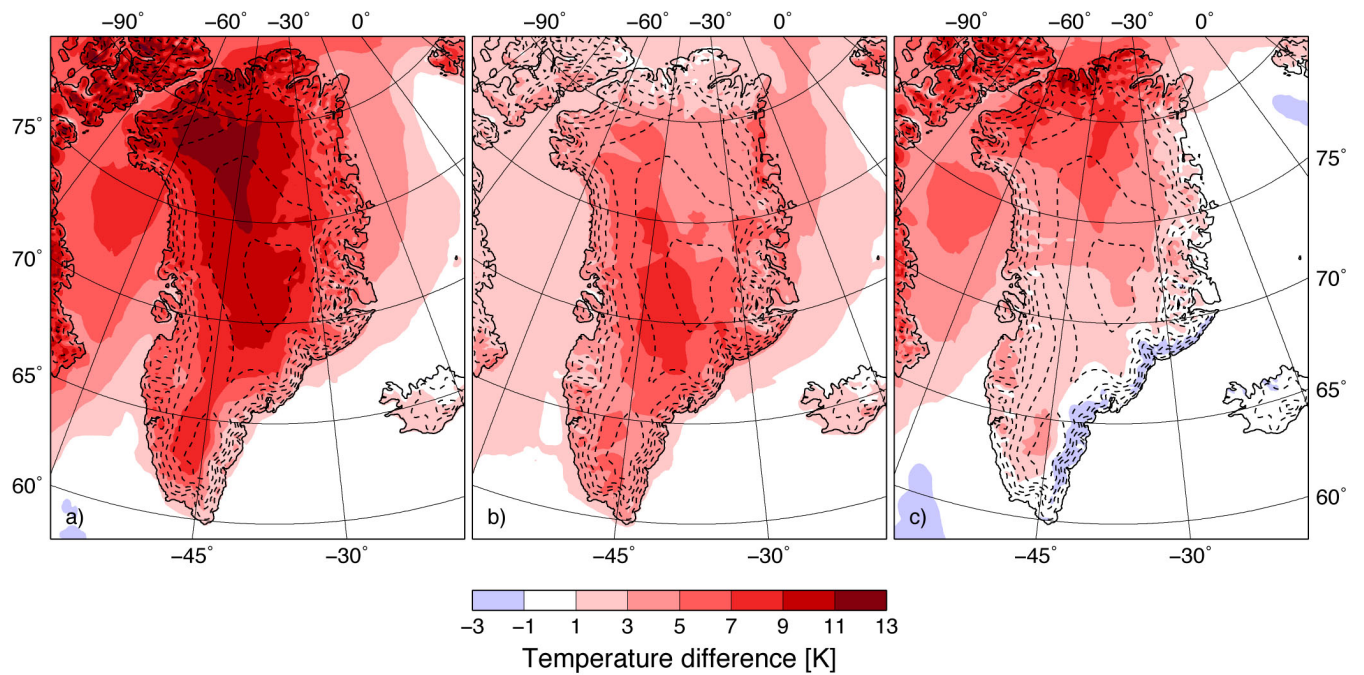 −90˚ −60˚ −30˚ 0˚ −90˚ −60˚ −30˚ 0˚ −90˚ −60˚ −30˚ 0˚
75˚ 75˚
70˚ 70˚
65˚ 65˚
60˚ 60˚
a) b) c)
−45˚ −30˚ −45˚ −30˚ −45˚ −30˚
−3 −1 1 3 5 7 9 11 13
Temperature difference [K]